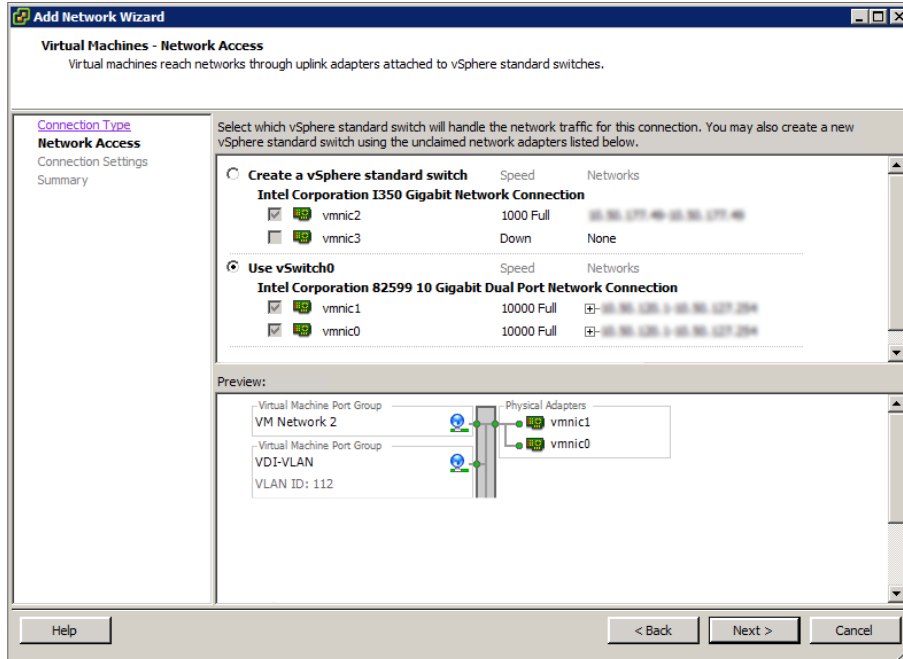 Add Network Wizard
Virtual Machines - Network Access
Virtual machines reach networks through uplink adapters attached to vSphere standard switches.
Connection Type
Network Access
Connection Settings
Summary
Select which vSphere standard switch will handle the network traffic for this connection. You may also create a new
vSphere standard switch using the unclaimed network adapters listed below.
Create a vSphere standard switch Speed Networks
Intel Corporation I350 Gigabit Network Connection
vmnic2 1000 Full
vmnic3 Down None
Use vSwitch0 Speed Networks
Intel Corporation 82599 10 Gigabit Dual Port Network Connection
vmnic1 10000 Full
vmnic0 10000 Full
Preview:
Virtual Machine Port Group Physical Adapters
VM Network 2 vmnic1
vmnic0
Virtual Machine Port Group
VDI-VLAN
VLAN ID: 112
Help < Back Next > Cancel